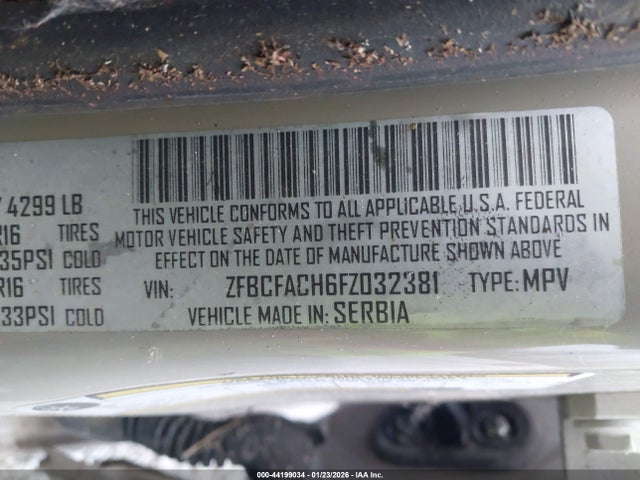 4299 LB
THIS VEHICLE CONFORMS TO ALL APPLICABLE U.S.A. FEDERAL
R16 TIRES MOTOR VEHICLE SAFETY AND THEFT PREVENTION STANDARDS
35PSI COLD IN EFFECT ON THE DATE OF MANUFACTURE SHOWN ABOVE
R16 TIRES VIN: ZFBCFACH6FZ032381 TYPE: MPV
33PSI COLD VEHICLE MADE IN: SERBIA
000-44199034 | 01/23/2026 | IAA Inc.